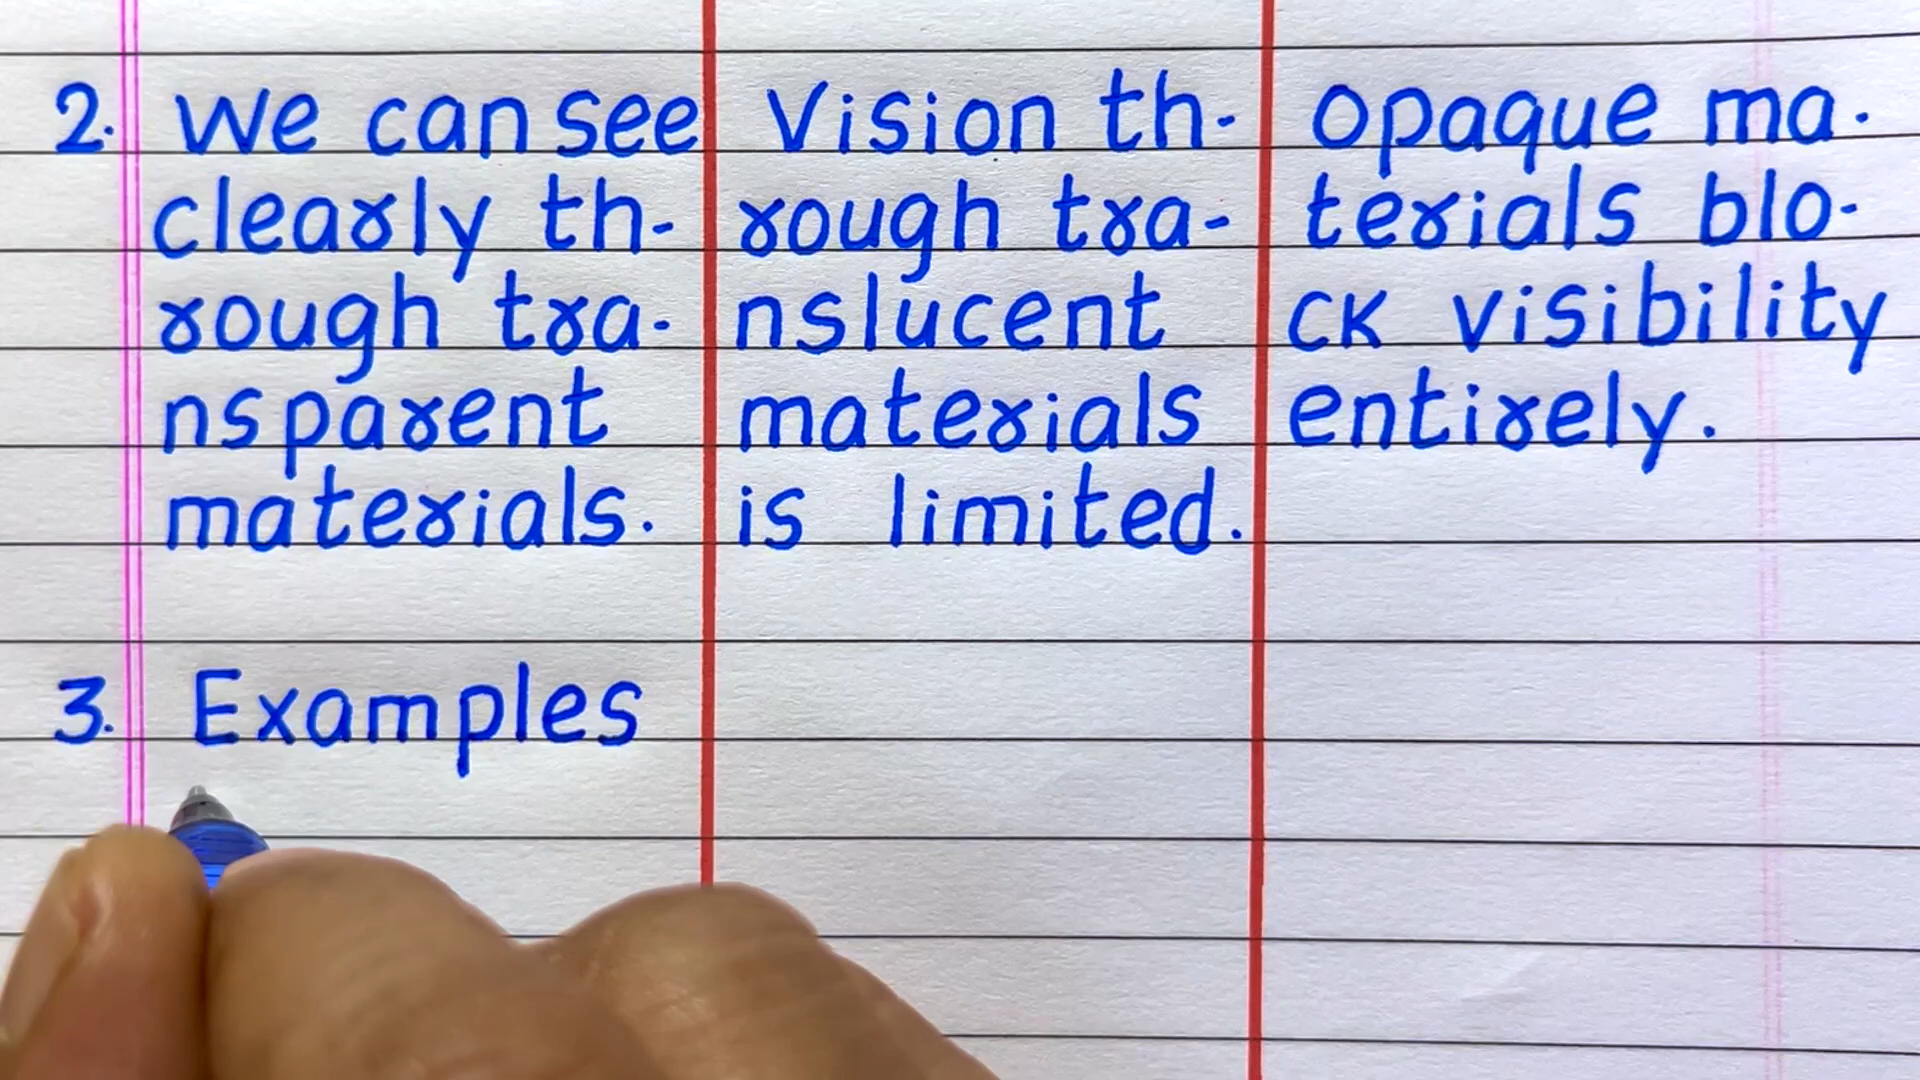 2. We can see
clearly th-
rough tra-
nsparent
materials.
Vision th-
rough tra-
nslucent
materials
is limited.
opaque ma-
terials blo-
ck visibility
entirely.
3. Examples